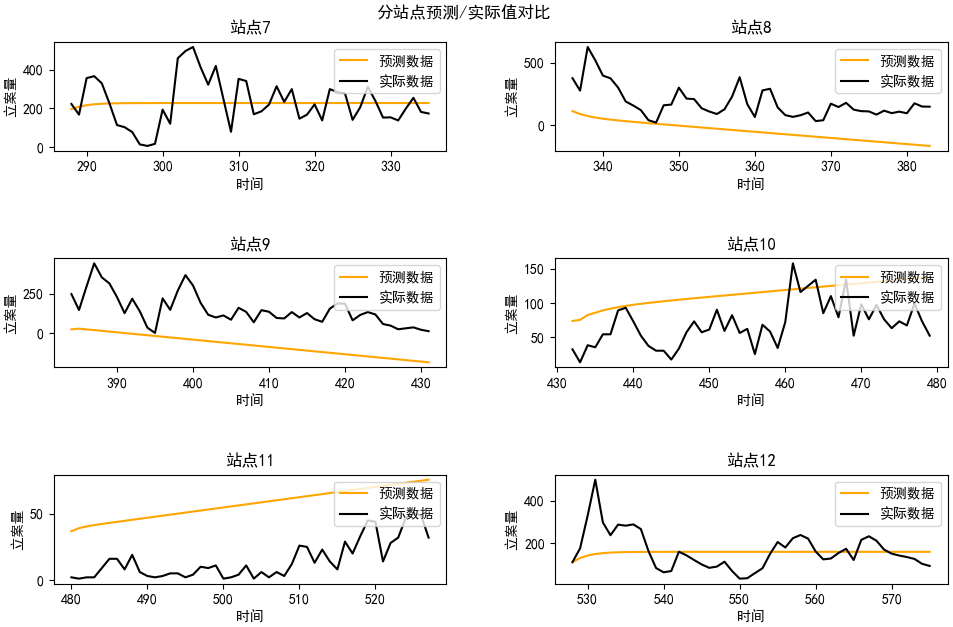 分站点预测/实际值对比
站点7
站点8
预测数据
实际数据
预测数据
实际数据
立案量
立案量
400
200
0
500
0
290
300
310
320
330
340
350
360
370
380
时间
时间
站点9
站点10
预测数据
实际数据
预测数据
实际数据
立案量
立案量
250
0
150
100
50
390
400
410
420
430
430
440
450
460
470
480
时间
时间
站点11
站点12
预测数据
实际数据
预测数据
实际数据
立案量
立案量
50
0
400
200
480
490
500
510
520
530
540
550
560
570
时间
时间